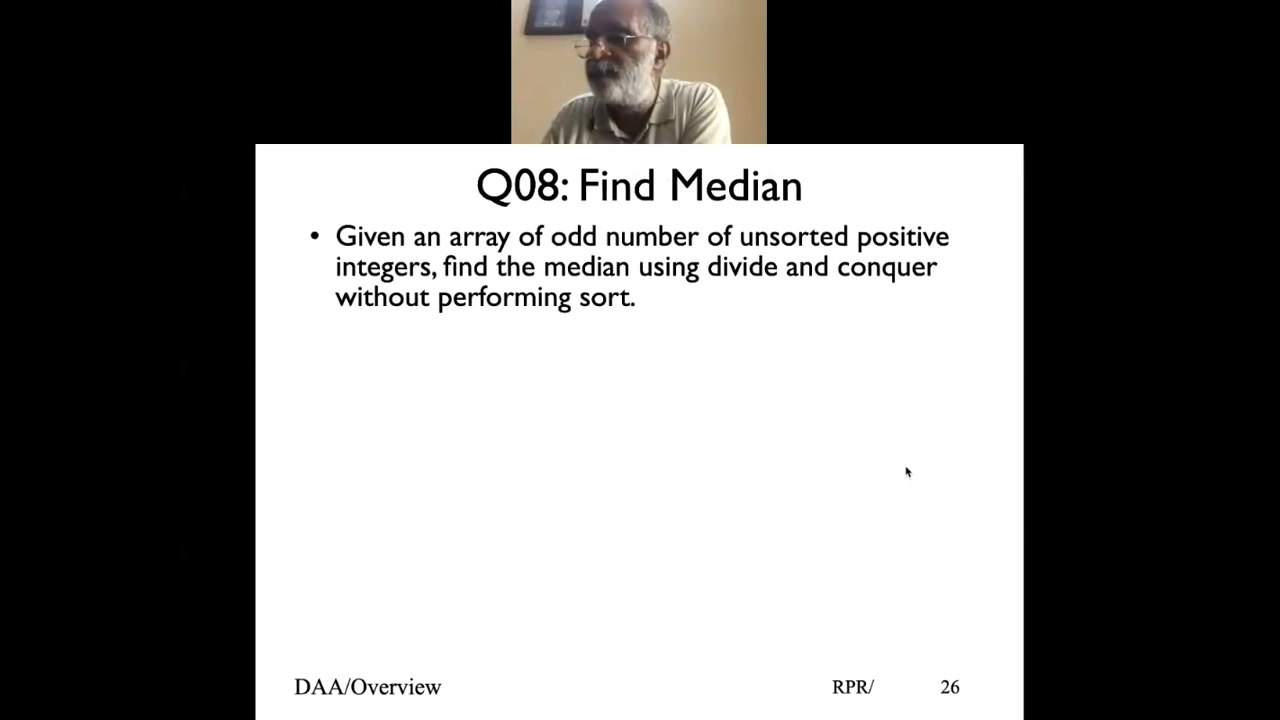 Q08: Find Median
• Given an array of odd number of unsorted positive
integers, find the median using divide and conquer
without performing sort.
DAA/Overview
RPR/
26